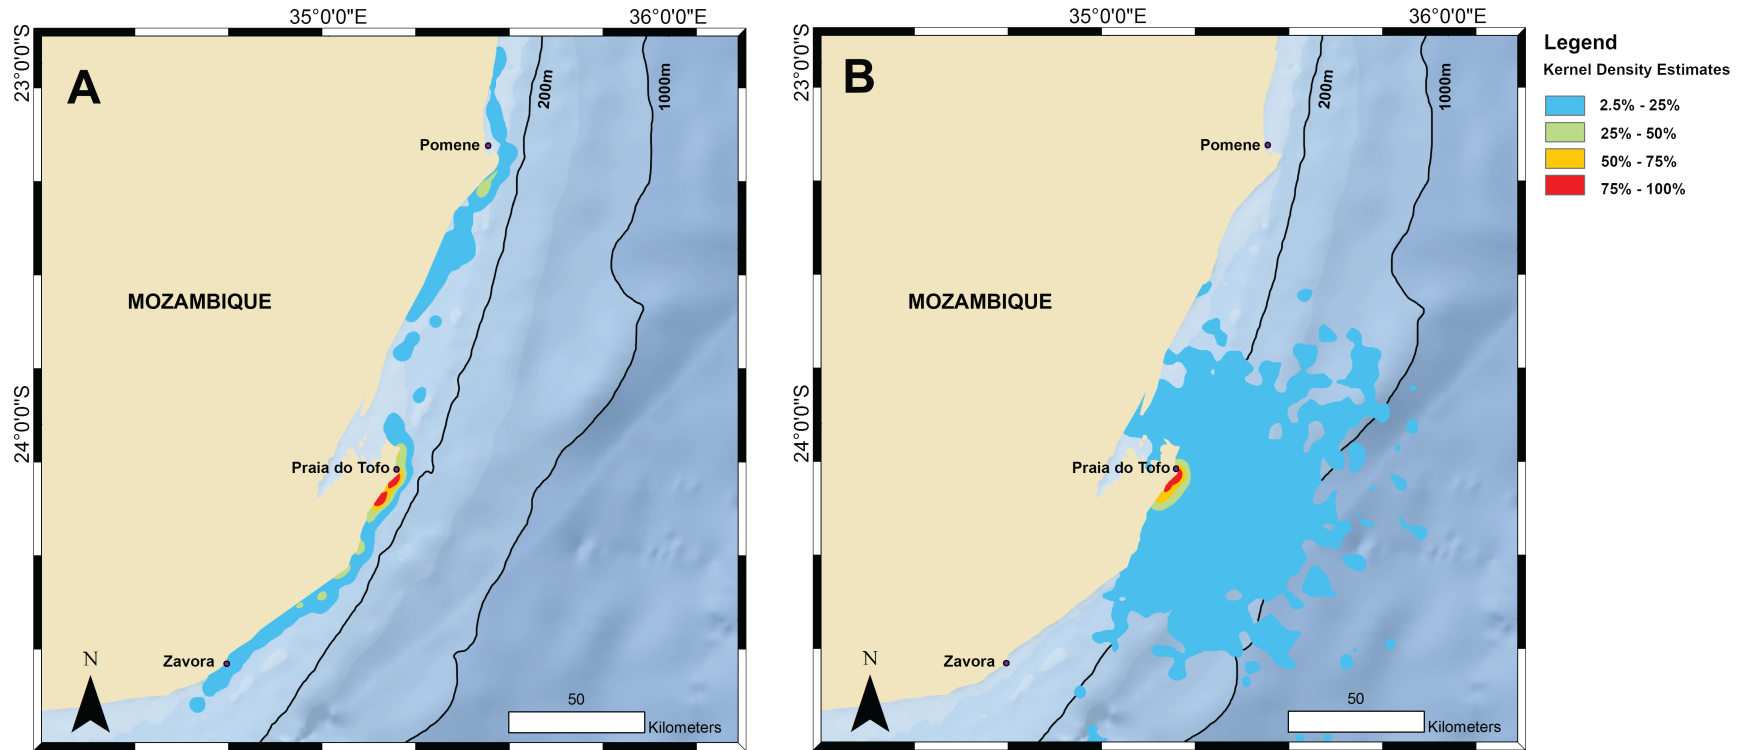 35°0'0"E
36°0'0"E
35°0'0"E
36°0'0"E
23°0'0"S
24°0'0"S
A
200m
1000m
Pomene
MOZAMBIQUE
Praia do Tofo
Zavora
N
50
Kilometers
23°0'0"S
24°0'0"S
B
200m
1000m
Pomene
MOZAMBIQUE
Praia do Tofo
Zavora
N
50
Kilometers
Legend
Kernel Density Estimates
2.5% - 25%
25% - 50%
50% - 75%
75% - 100%